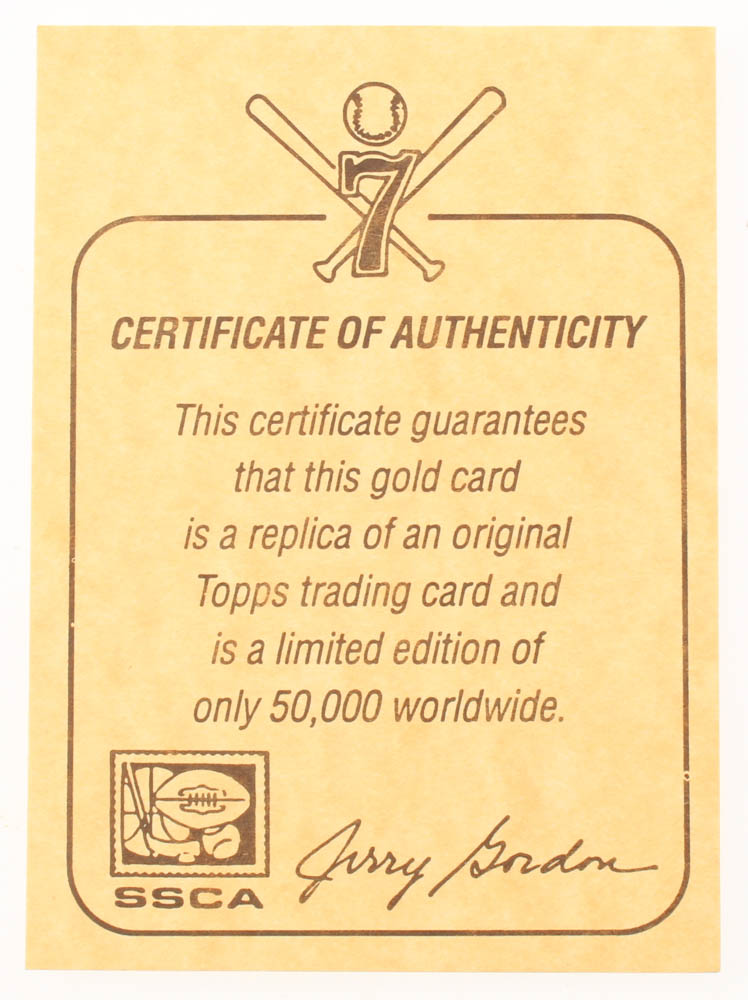 7
CERTIFICATE OF AUTHENTICITY
This certificate guarantees
that this gold card
is a replica of an original
Topps trading card and
is a limited edition of
only 50,000 worldwide.
SSCA
Jerry Gordon